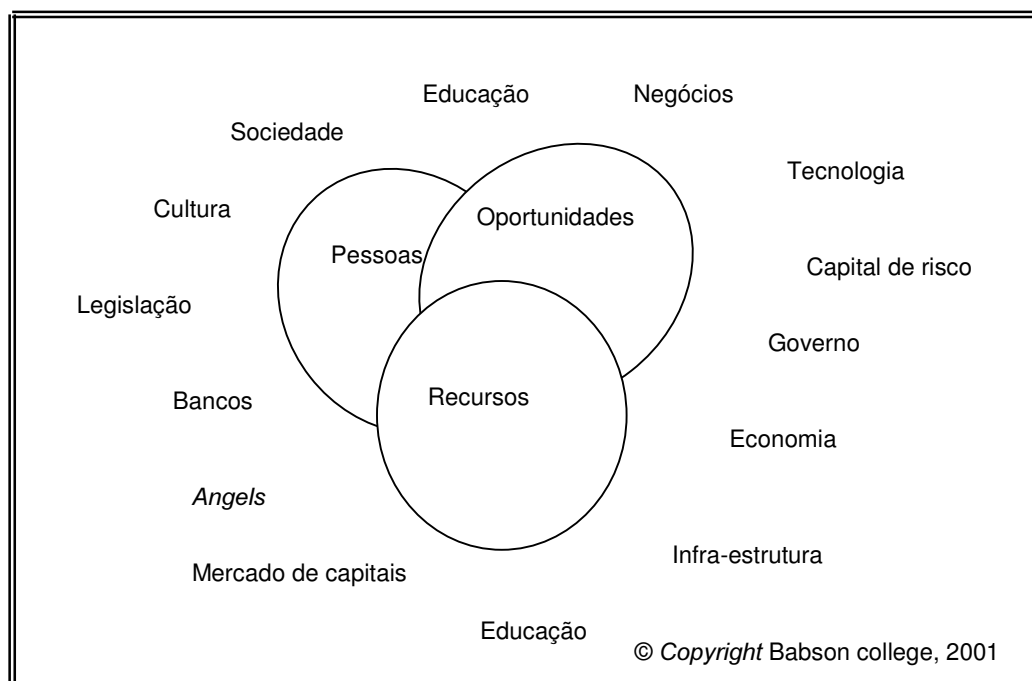 Educação
Negócios
Sociedade
Tecnologia
Cultura
Oportunidades
Pessoas
Capital de risco
Legislação
Governo
Bancos
Recursos
Economia
Angels
Infra-estrutura
Mercado de capitais
Educação
© Copyright Babson college, 2001